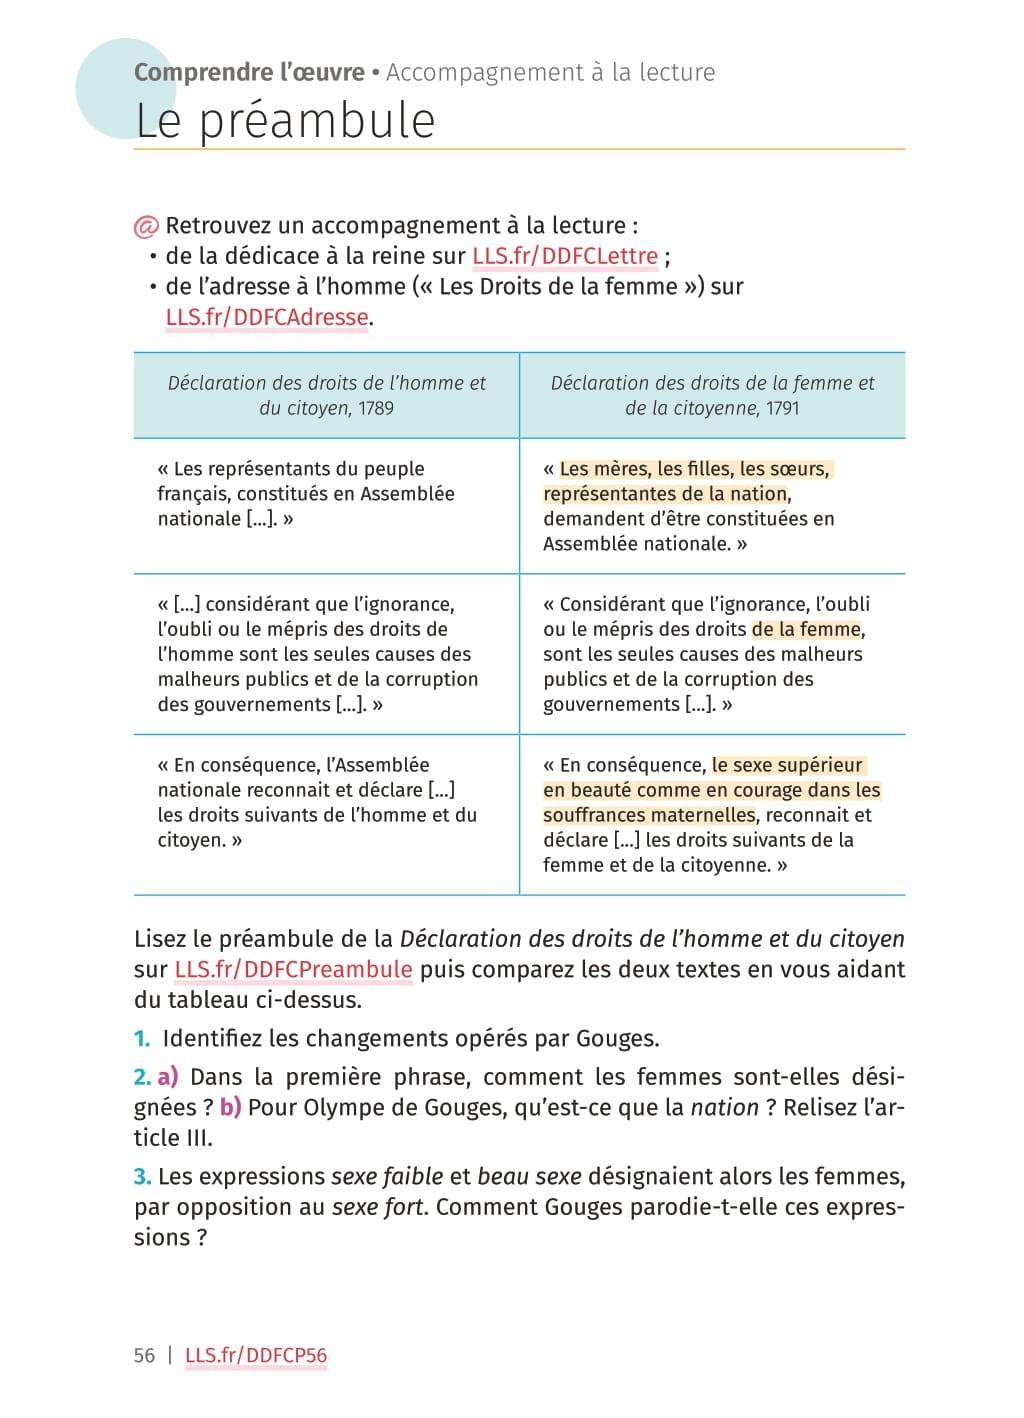 Comprendre l’œuvre • Accompagnement à la lecture
Le préambule
@ Retrouvez un accompagnement à la lecture :
• de la dédicace à la reine sur LLS.fr/DDFCLettre ;
• de l’adresse à l’homme (« Les Droits de la femme ») sur
LLS.fr/DDFCAdresse.
Déclaration des droits de l’homme et
du citoyen, 1789
Déclaration des droits de la femme et
de la citoyenne, 1791
« Les représentants du peuple
français, constitués en Assemblée
nationale [...]. »
« Les mères, les filles, les sœurs,
représentantes de la nation,
demandent d’être constituées en
Assemblée nationale. »
« [...] considérant que l’ignorance,
l’oubli ou le mépris des droits de
l’homme sont les seules causes des
malheurs publics et de la corruption
des gouvernements [...]. »
« Considérant que l’ignorance, l’oubli
ou le mépris des droits de la femme,
sont les seules causes des malheurs
publics et de la corruption des
gouvernements [...]. »
« En conséquence, l’Assemblée
nationale reconnait et déclare [...]
les droits suivants de l’homme et du
citoyen. »
« En conséquence, le sexe supérieur
en beauté comme en courage dans les
souffrances maternelles, reconnait et
déclare [...] les droits suivants de la
femme et de la citoyenne. »
Lisez le préambule de la Déclaration des droits de l’homme et du citoyen
sur LLS.fr/DDFCPreambule puis comparez les deux textes en vous aidant
du tableau ci-dessus.
1. Identifiez les changements opérés par Gouges.
2. a) Dans la première phrase, comment les femmes sont-elles dési-
gnées ? b) Pour Olympe de Gouges, qu’est-ce que la nation ? Relisez l’ar-
ticle III.
3. Les expressions sexe faible et beau sexe désignaient alors les femmes,
par opposition au sexe fort. Comment Gouges parodie-t-elle ces expres-
sions ?
56 | LLS.fr/DDFCP56